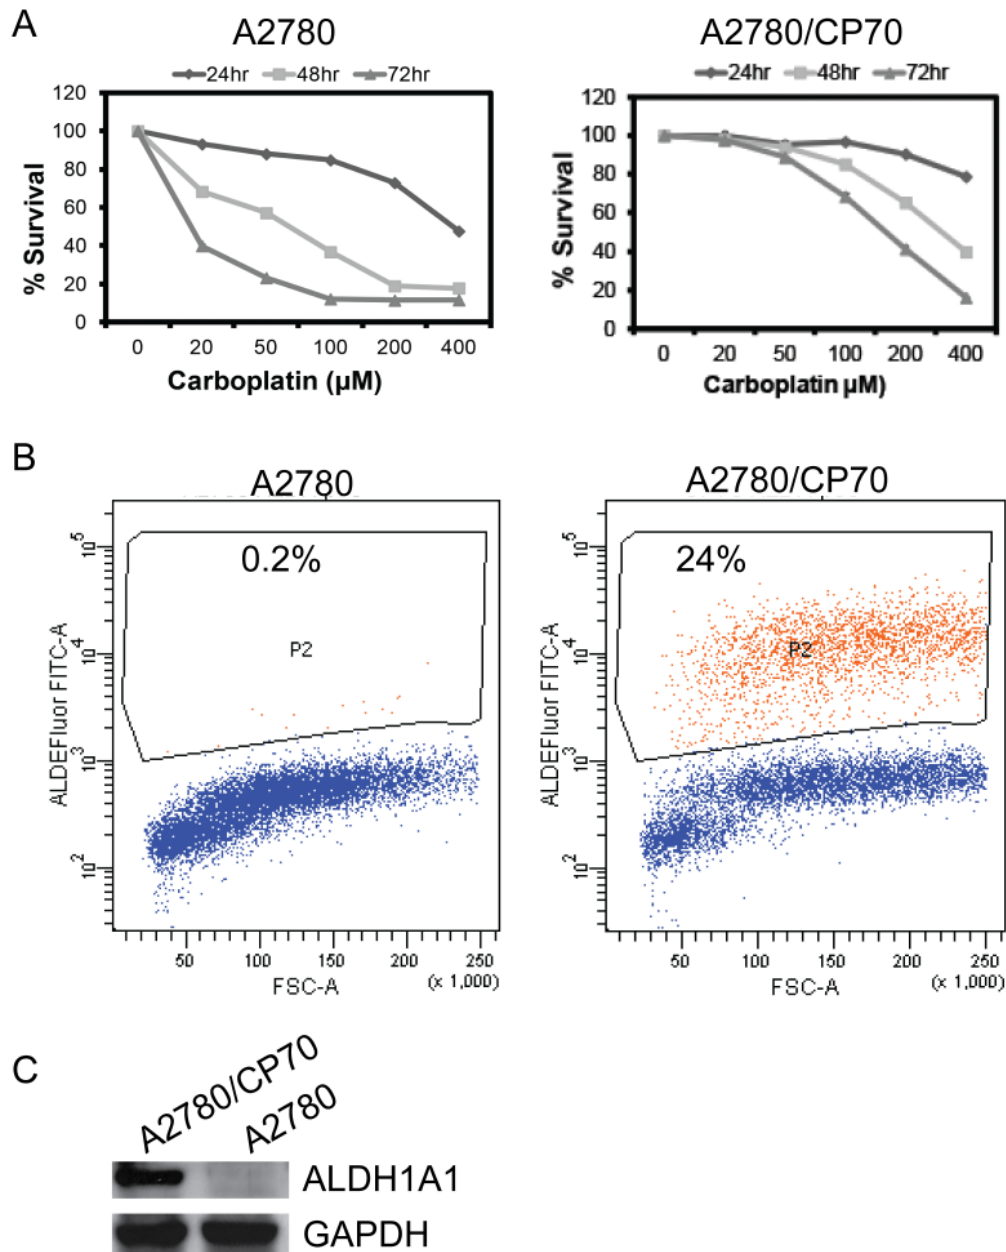 A
A2780
A2780/CP70
24hr 48hr 72hr
24hr 48hr 72hr
120
100
80
60
40
20
0
% Survival
0 20 50 100 200 400
Carboplatin (µM)
120
100
80
60
40
20
0
% Survival
0 20 50 100 200 400
Carboplatin µM)
B
A2780
A2780/CP70
0.2%
P2
10^5
10^4
10^3
10^2
ALDEFluor FITC-A
50 100 150 200 250
FSC-A
(x 1,000)
24%
P2
10^5
10^4
10^3
10^2
ALDEFluor FITC-A
50 100 150 200 250
FSC-A
(x 1,000)
C
A2780/CP70
A2780
ALDH1A1
GAPDH